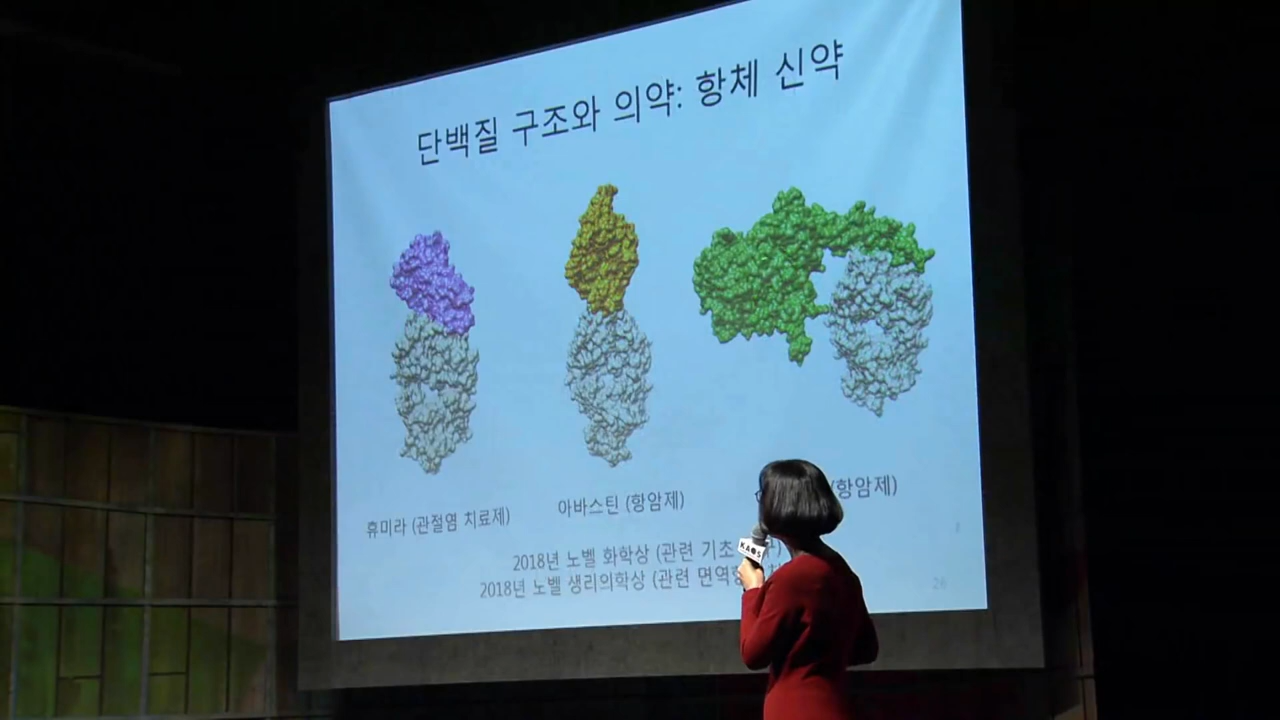 단백질 구조와 의약: 항체 신약
휴미라 (관절염 치료제)
아바스틴 (항암제)
(항암제)
2018년 노벨 화학상 (관련 기초
2018년 노벨 생리의학상 (관련
26
KAOS